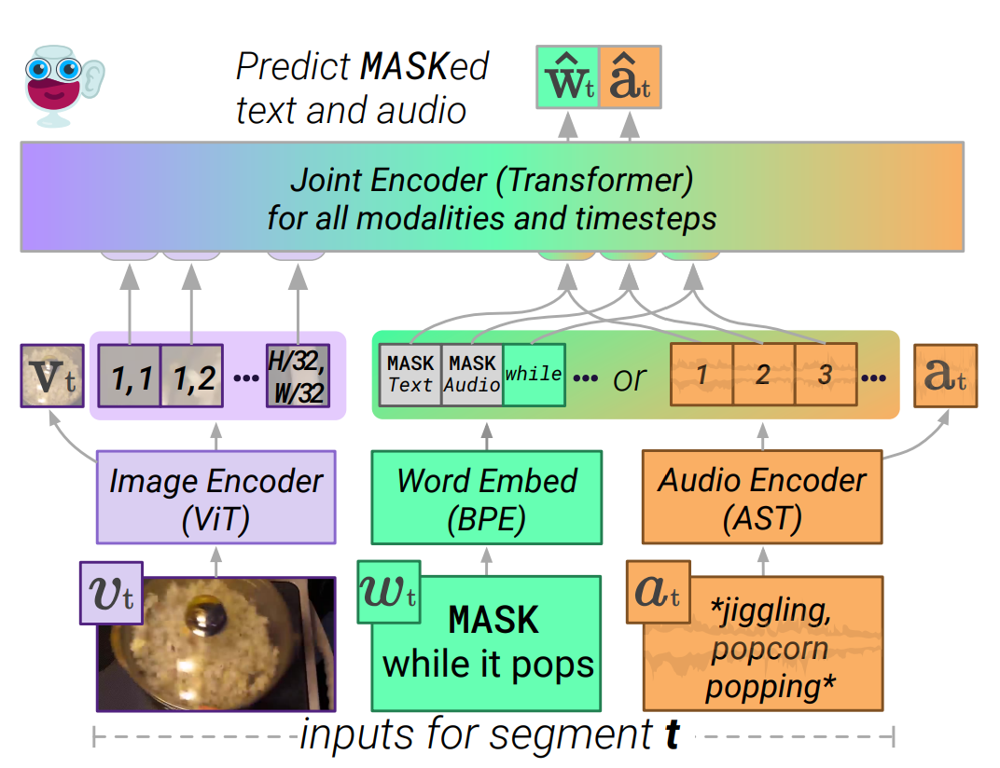 Predict MASKed
text and audio
ŵt ât
Joint Encoder (Transformer)
for all modalities and timesteps
vt 1,1 1,2 ••• H/32,
W/32
MASK
Text
MASK
Audio
while ••• or 1 2 3 ••• at
Image Encoder
(ViT)
Word Embed
(BPE)
Audio Encoder
(AST)
vt
wt
MASK
while it pops
at
*jiggling,
popcorn
popping*
inputs for segment t